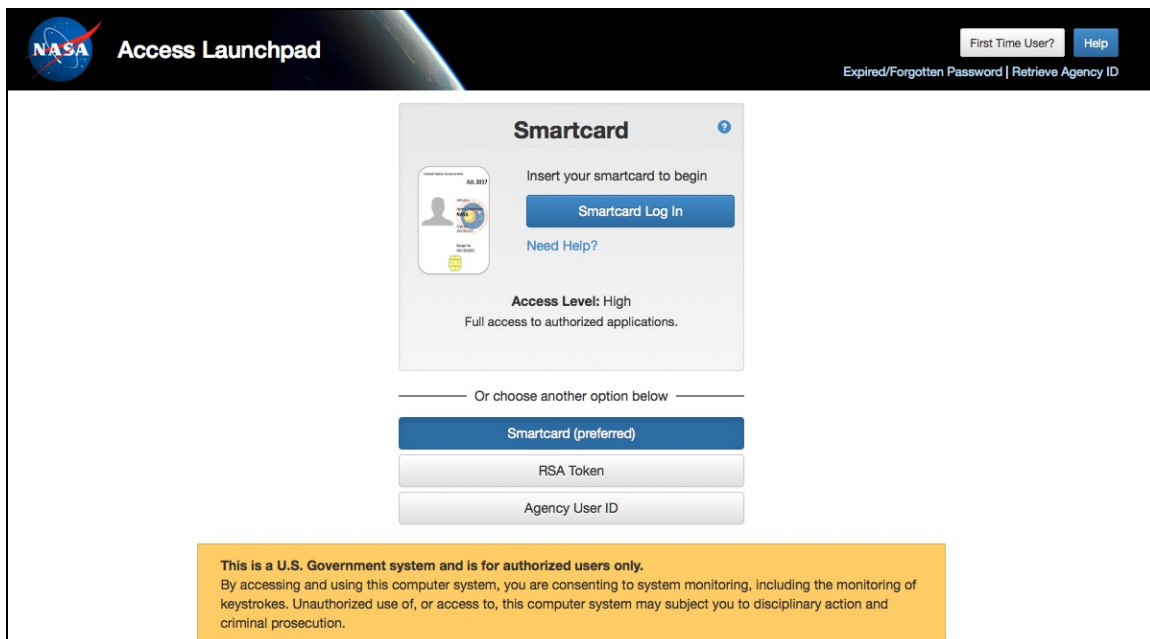 NASA
Access Launchpad
First Time User?
Help
Expired/Forgotten Password | Retrieve Agency ID
Smartcard
?
JUL 2017
Insert your smartcard to begin
Smartcard Log In
Need Help?
NASA
Access Level: High
Full access to authorized applications.
Or choose another option below
Smartcard (preferred)
RSA Token
Agency User ID
This is a U.S. Government system and is for authorized users only.
By accessing and using this computer system, you are consenting to system monitoring, including the monitoring of
keystrokes. Unauthorized use of, or access to, this computer system may subject you to disciplinary action and
criminal prosecution.